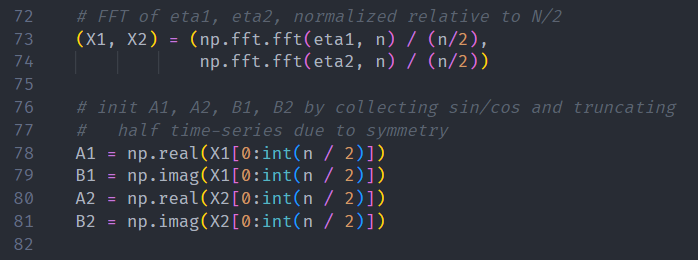 72 # FFT of eta1, eta2, normalized relative to N/2
73 (X1, X2) = (np.fft.fft(eta1, n) / (n/2),
74 np.fft.fft(eta2, n) / (n/2))
75
76 # init A1, A2, B1, B2 by collecting sin/cos and truncating
77 #   half time-series due to symmetry
78 A1 = np.real(X1[0:int(n / 2)])
79 B1 = np.imag(X1[0:int(n / 2)])
80 A2 = np.real(X2[0:int(n / 2)])
81 B2 = np.imag(X2[0:int(n / 2)])
82